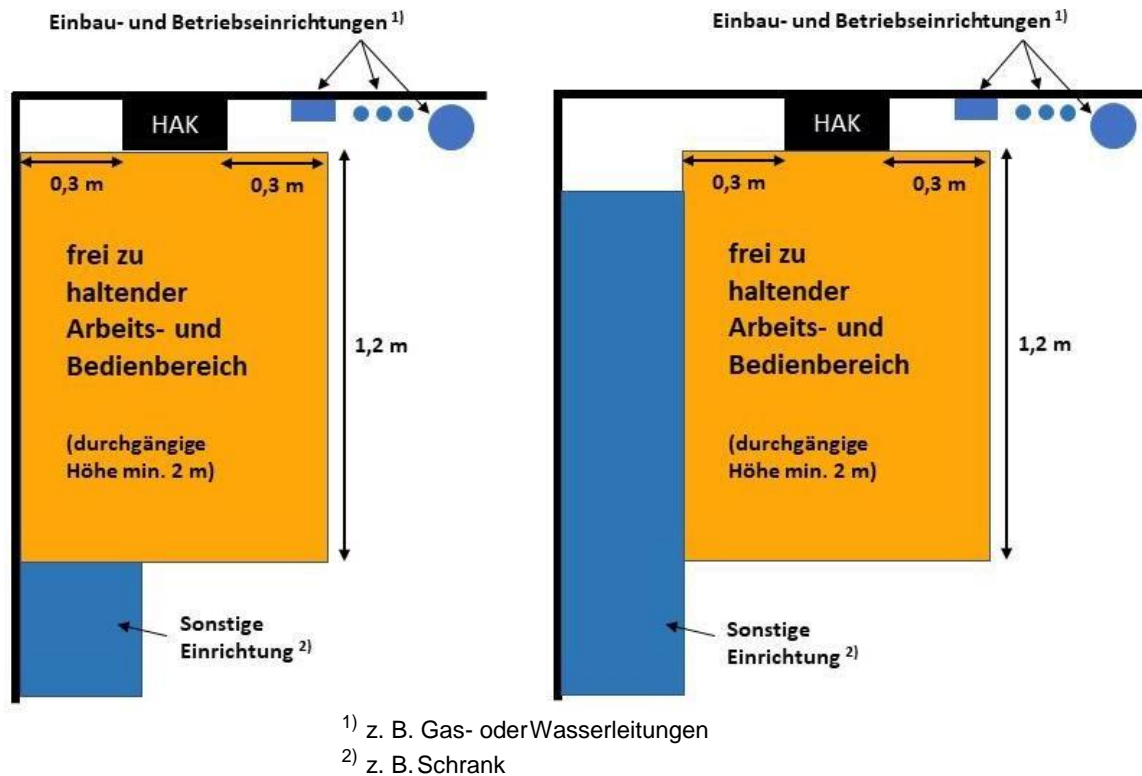 Einbau- und Betriebseinrichtungen 1)
HAK
0,3 m 0,3 m
frei zu
haltender
Arbeits- und
Bedienbereich
(durchgängige
Höhe min. 2 m)
1,2 m
Sonstige
Einrichtung 2)
Einbau- und Betriebseinrichtungen 1)
HAK
0,3 m 0,3 m
frei zu
haltender
Arbeits- und
Bedienbereich
(durchgängige
Höhe min. 2 m)
1,2 m
Sonstige
Einrichtung 2)
1) z. B. Gas- oder Wasserleitungen
2) z. B. Schrank